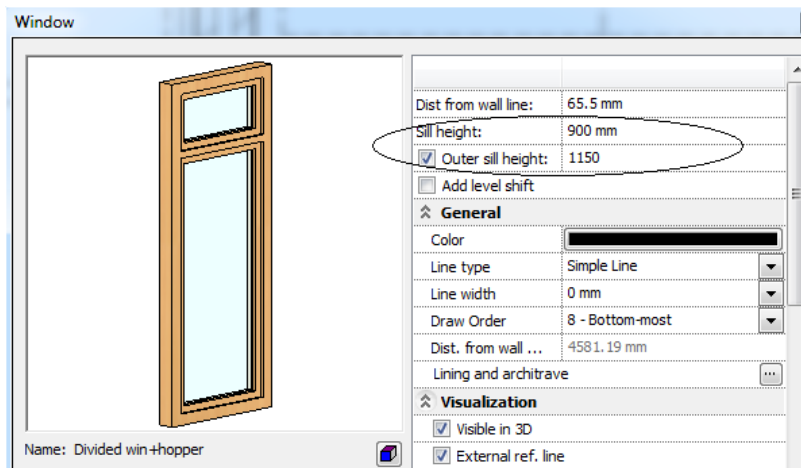 Window
Dist from wall line: 65.5 mm
Sill height: 900 mm
Outer sill height: 1150
Add level shift
General
Color
Line type Simple Line
Line width 0 mm
Draw Order 8 - Bottom-most
Dist. from wall ... 4581.19 mm
Lining and architrave ...
Visualization
Visible in 3D
External ref. line
Name: Divided win+hopper